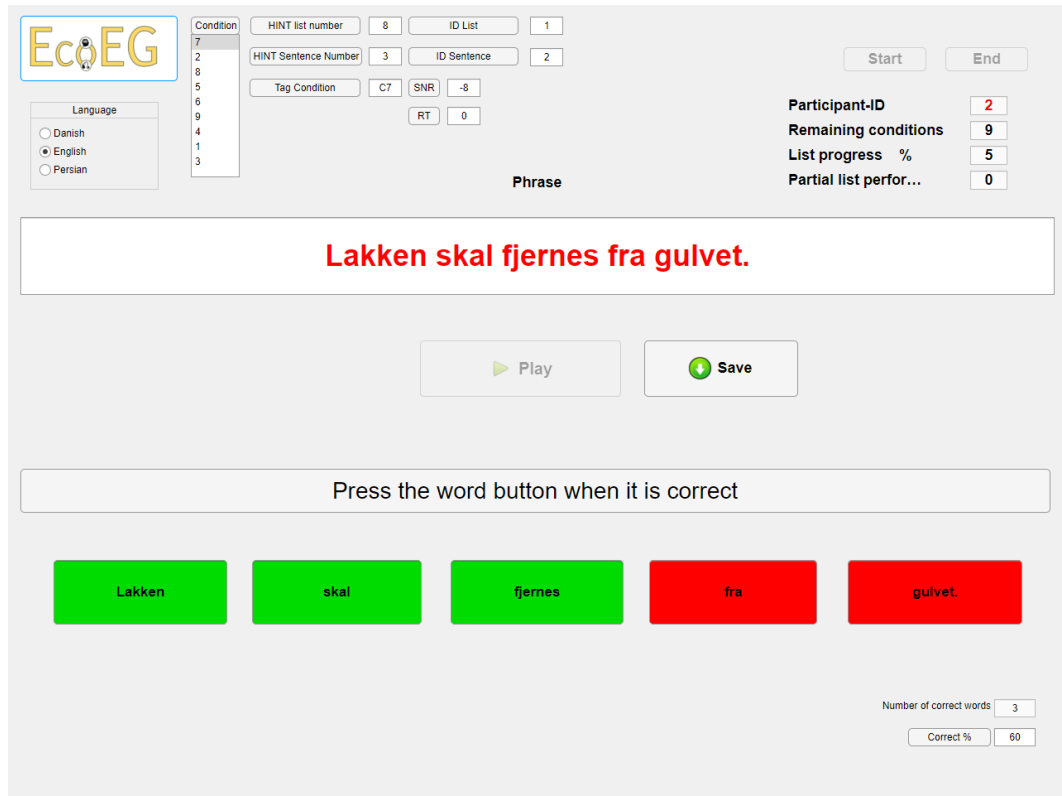 EcoEG
Condition
7
2
8
5
6
9
4
1
3
HINT list number 8 ID List 1
HINT Sentence Number 3 ID Sentence 2
Tag Condition C7 SNR -8
RT 0
Start End
Language
Danish
English
Persian
Participant-ID 2
Remaining conditions 9
List progress % 5
Partial list perfor... 0
Phrase
Lakken skal fjernes fra gulvet.
Play Save
Press the word button when it is correct
Lakken skal fjernes fra gulvet.
Number of correct words 3
Correct % 60